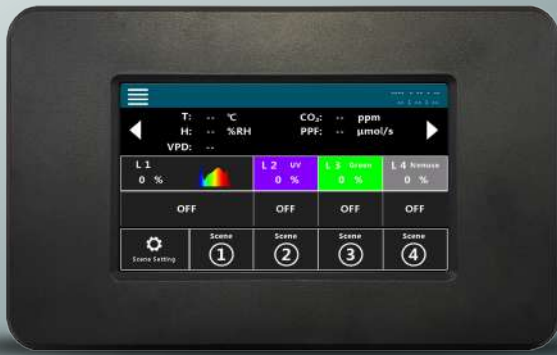 T: -- ℃ CO₂: -- ppm
H: -- %RH PPF: -- μmol/s
VPD: --
L 1 L 2 UV L 3 Green L 4
0 % 0 % 0 % 0 %
OFF OFF OFF OFF
Scene Scene Scene Scene
Scene Setting 1 2 3 4